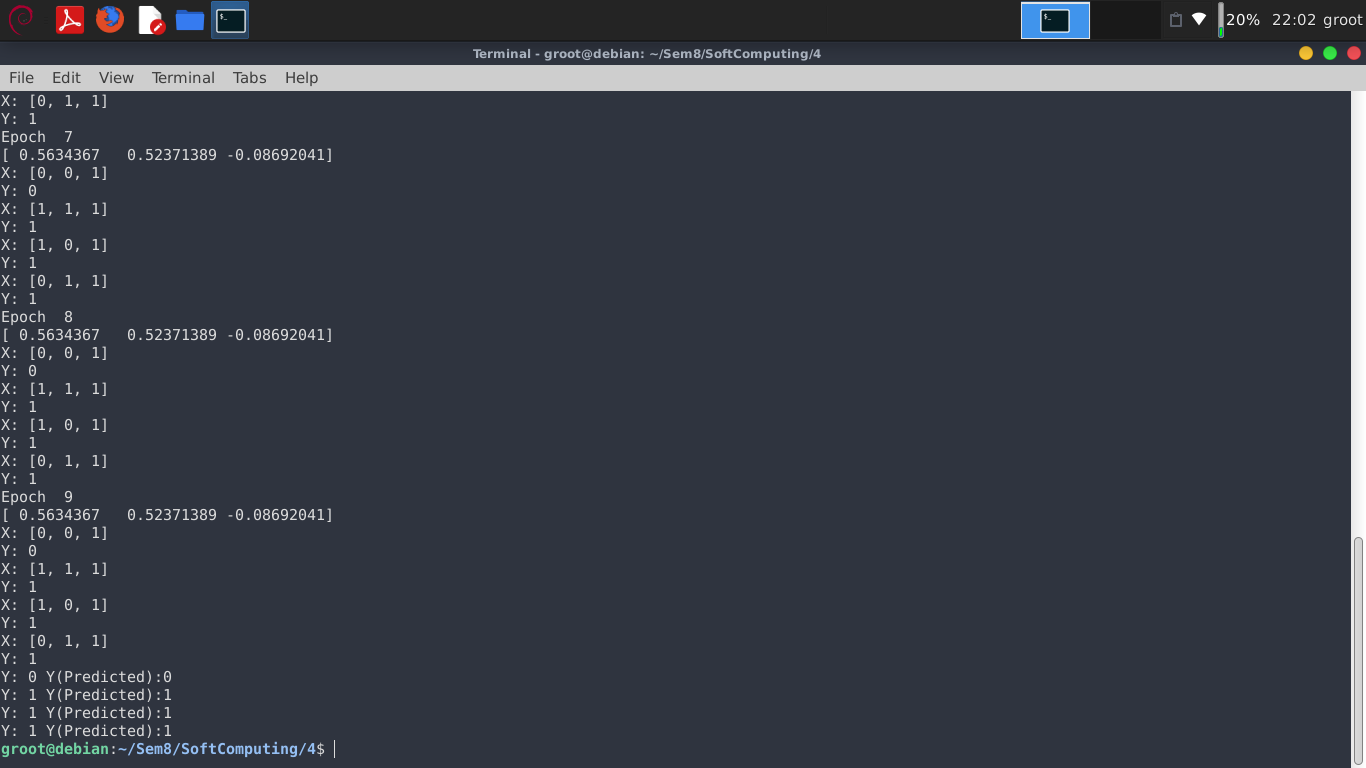 20% 22:02 groot
Terminal - groot@debian: ~/Sem8/SoftComputing/4
File Edit View Terminal Tabs Help
X: [0, 1, 1]
Y: 1
Epoch  7
[ 0.5634367   0.52371389 -0.08692041]
X: [0, 0, 1]
Y: 0
X: [1, 1, 1]
Y: 1
X: [1, 0, 1]
Y: 1
X: [0, 1, 1]
Y: 1
Epoch  8
[ 0.5634367   0.52371389 -0.08692041]
X: [0, 0, 1]
Y: 0
X: [1, 1, 1]
Y: 1
X: [1, 0, 1]
Y: 1
X: [0, 1, 1]
Y: 1
Epoch  9
[ 0.5634367   0.52371389 -0.08692041]
X: [0, 0, 1]
Y: 0
X: [1, 1, 1]
Y: 1
X: [1, 0, 1]
Y: 1
X: [0, 1, 1]
Y: 1
Y: 0 Y(Predicted):0
Y: 1 Y(Predicted):1
Y: 1 Y(Predicted):1
Y: 1 Y(Predicted):1
groot@debian:~/Sem8/SoftComputing/4$